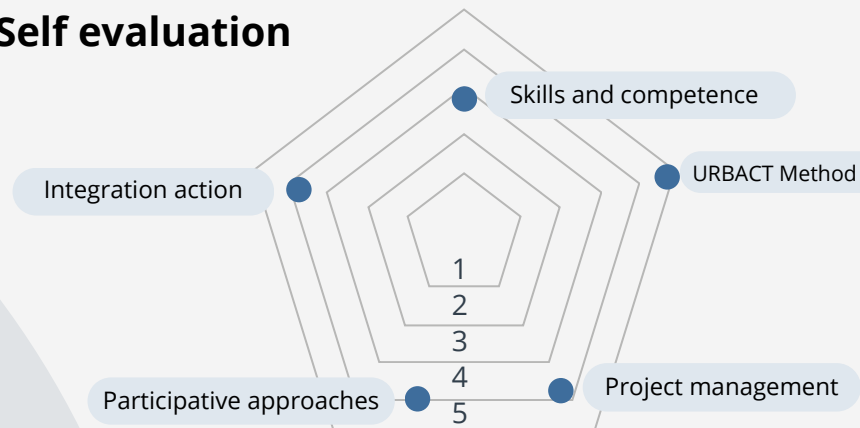 Self evaluation
Skills and competence
URBACT Method
Integration action
1
2
3
4
5
Participative approaches
Project management